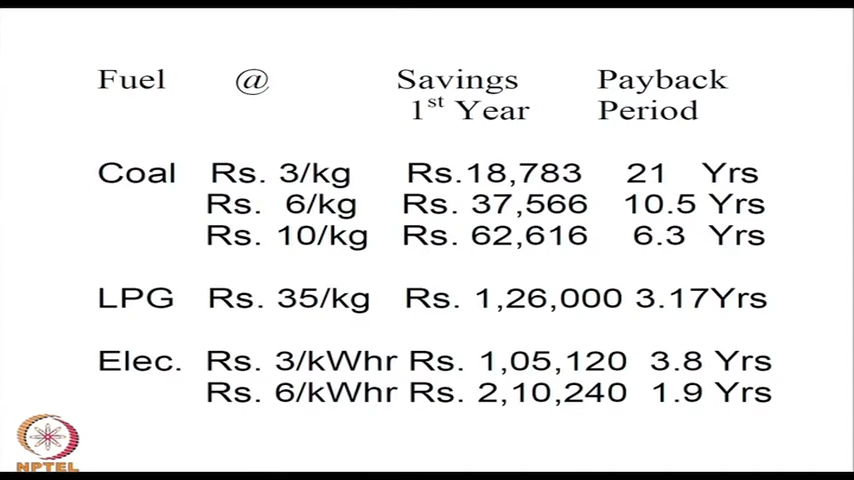 Fuel @ Savings Payback
1st Year Period
Coal Rs. 3/kg Rs.18,783 21 Yrs
Rs. 6/kg Rs. 37,566 10.5 Yrs
Rs. 10/kg Rs. 62,616 6.3 Yrs
LPG Rs. 35/kg Rs. 1,26,000 3.17Yrs
Elec. Rs. 3/kWhr Rs. 1,05,120 3.8 Yrs
Rs. 6/kWhr Rs. 2,10,240 1.9 Yrs
NPTEL